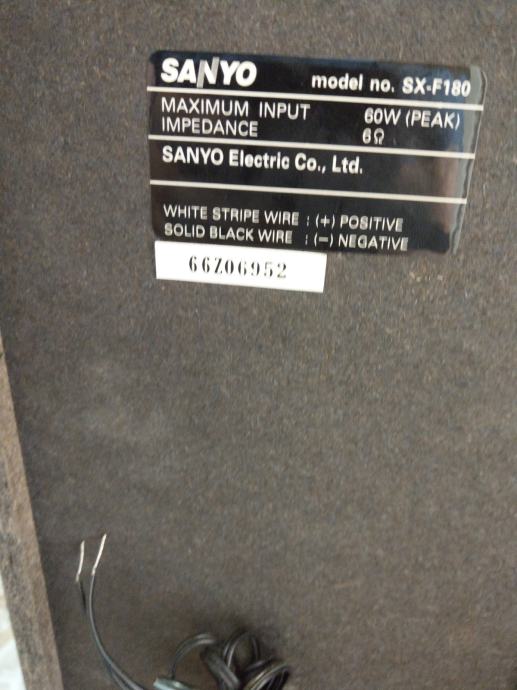 SANYO model no. SX-F180
MAXIMUM INPUT 60W (PEAK)
IMPEDANCE 6Ω
SANYO Electric Co., Ltd.
WHITE STRIPE WIRE : (+) POSITIVE
SOLID BLACK WIRE : (−) NEGATIVE
66Z06952